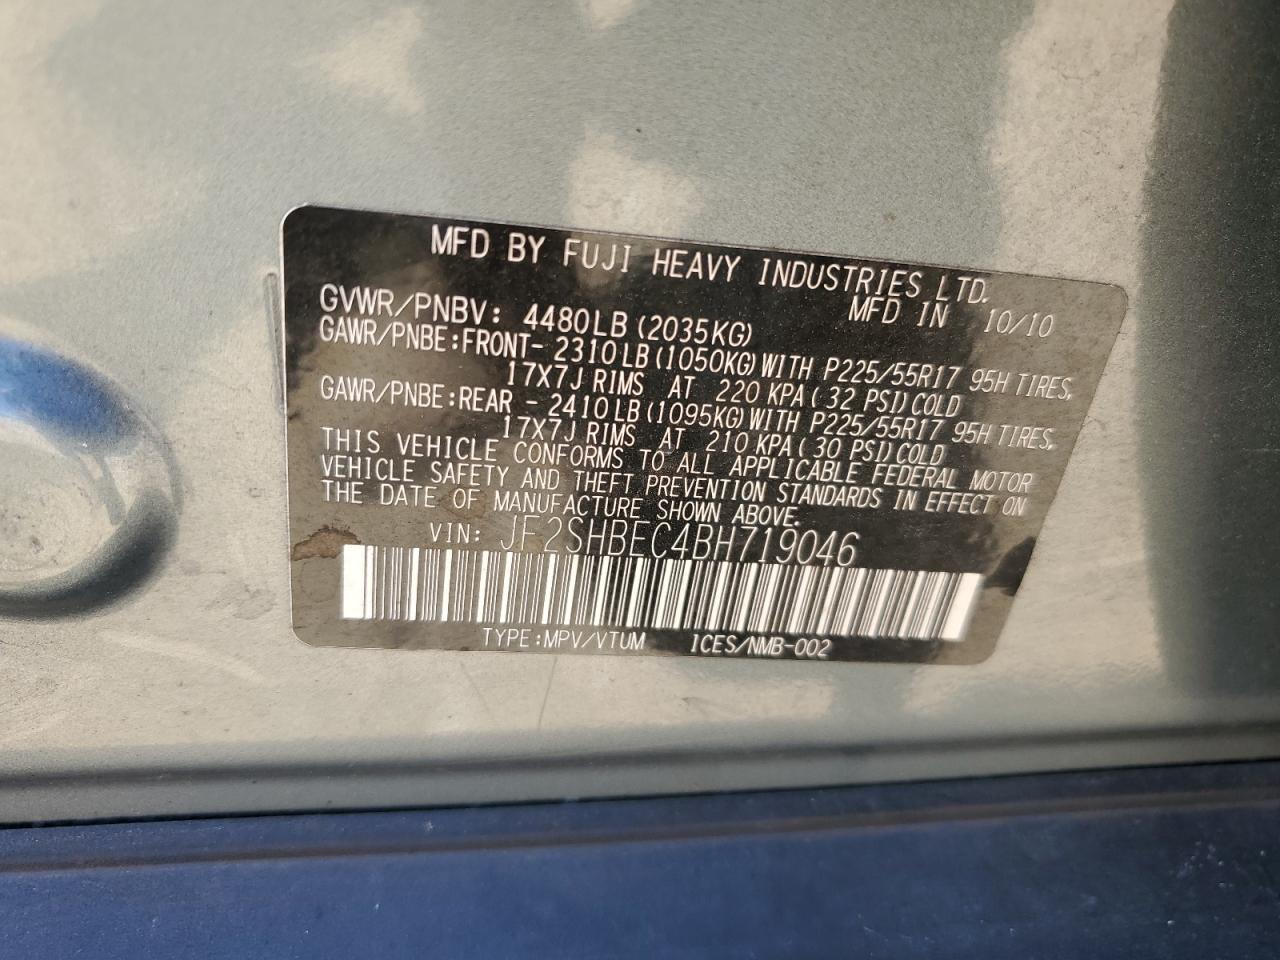 MFD BY FUJI HEAVY INDUSTRIES LTD.
MFD IN 10/10
GVWR/PNBV: 4480LB(2035KG)
GAWR/PNBE:FRONT- 2310LB(1050KG)WITH P225/55R17 95H TIRES,
17X7J RIMS AT 220 KPA(32 PSI)COLD
GAWR/PNBE:REAR - 2410LB(1095KG)WITH P225/55R17 95H TIRES,
17X7J RIMS AT 210 KPA(30 PSI)COLD
THIS VEHICLE CONFORMS TO ALL APPLICABLE FEDERAL MOTOR
VEHICLE SAFETY AND THEFT PREVENTION STANDARDS IN EFFECT ON
THE DATE OF MANUFACTURE SHOWN ABOVE.
VIN: JF2SHBEC4BH719046
TYPE:MPV/VTUM ICES/NMB-002